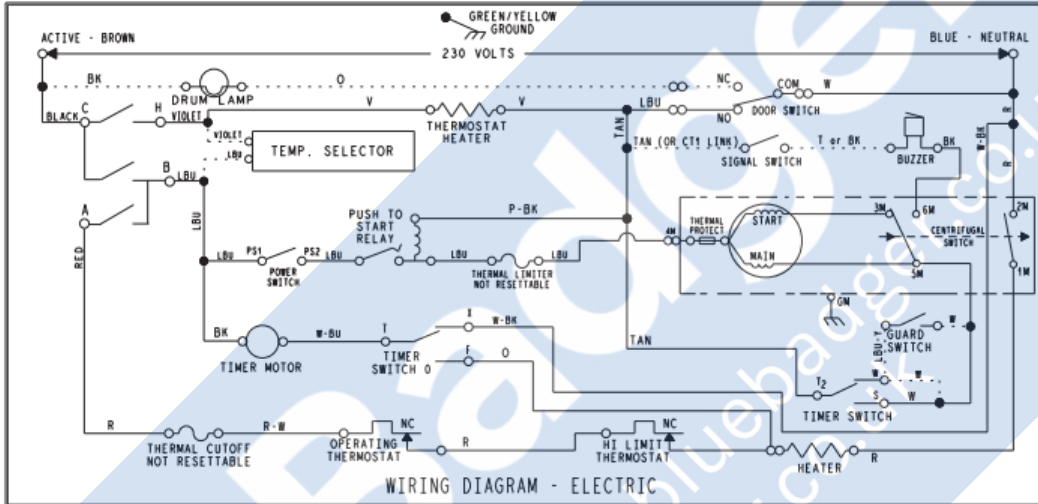 GREEN/YELLOW
GROUND
ACTIVE - BROWN
230 VOLTS
BLUE - NEUTRAL
BK
O
DRUM LAMP
NC
COM
W
BLACK
C
H
VIOLET
V
THERMOSTAT
HEATER
V
LBU
NO
DOOR SWITCH
R
W-BK
R
VIOLET
LBU
TEMP. SELECTOR
TAN
TAN (OR CT1 LINK)
SIGNAL SWITCH
T or BK
BUZZER
BK
B
LBU
A
RED
LBU
PUSH TO
START
RELAY
P-BK
LBU
PS1
POWER
SWITCH
PS2
LBU
LBU
THERMAL LIMITER
NOT RESETTABLE
LBU
4M
THERMAL
PROTECT
START
MAIN
3M
6M
5M
2M
CENTRIFUGAL
SWITCH
1M
GM
BK
TIMER MOTOR
W-BU
T
TIMER
SWITCH O
X
W-BK
F
O
TAN
LBU-Y
GUARD
SWITCH
W
T2
W
W
S
W
TIMER SWITCH
R
THERMAL CUTOFF
NOT RESETTABLE
R-W
OPERATING
THERMOSTAT
NC
R
HI LIMIT
THERMOSTAT
NC
HEATER
R
WIRING DIAGRAM - ELECTRIC
Badge
bluebadger.co.u
co.uk